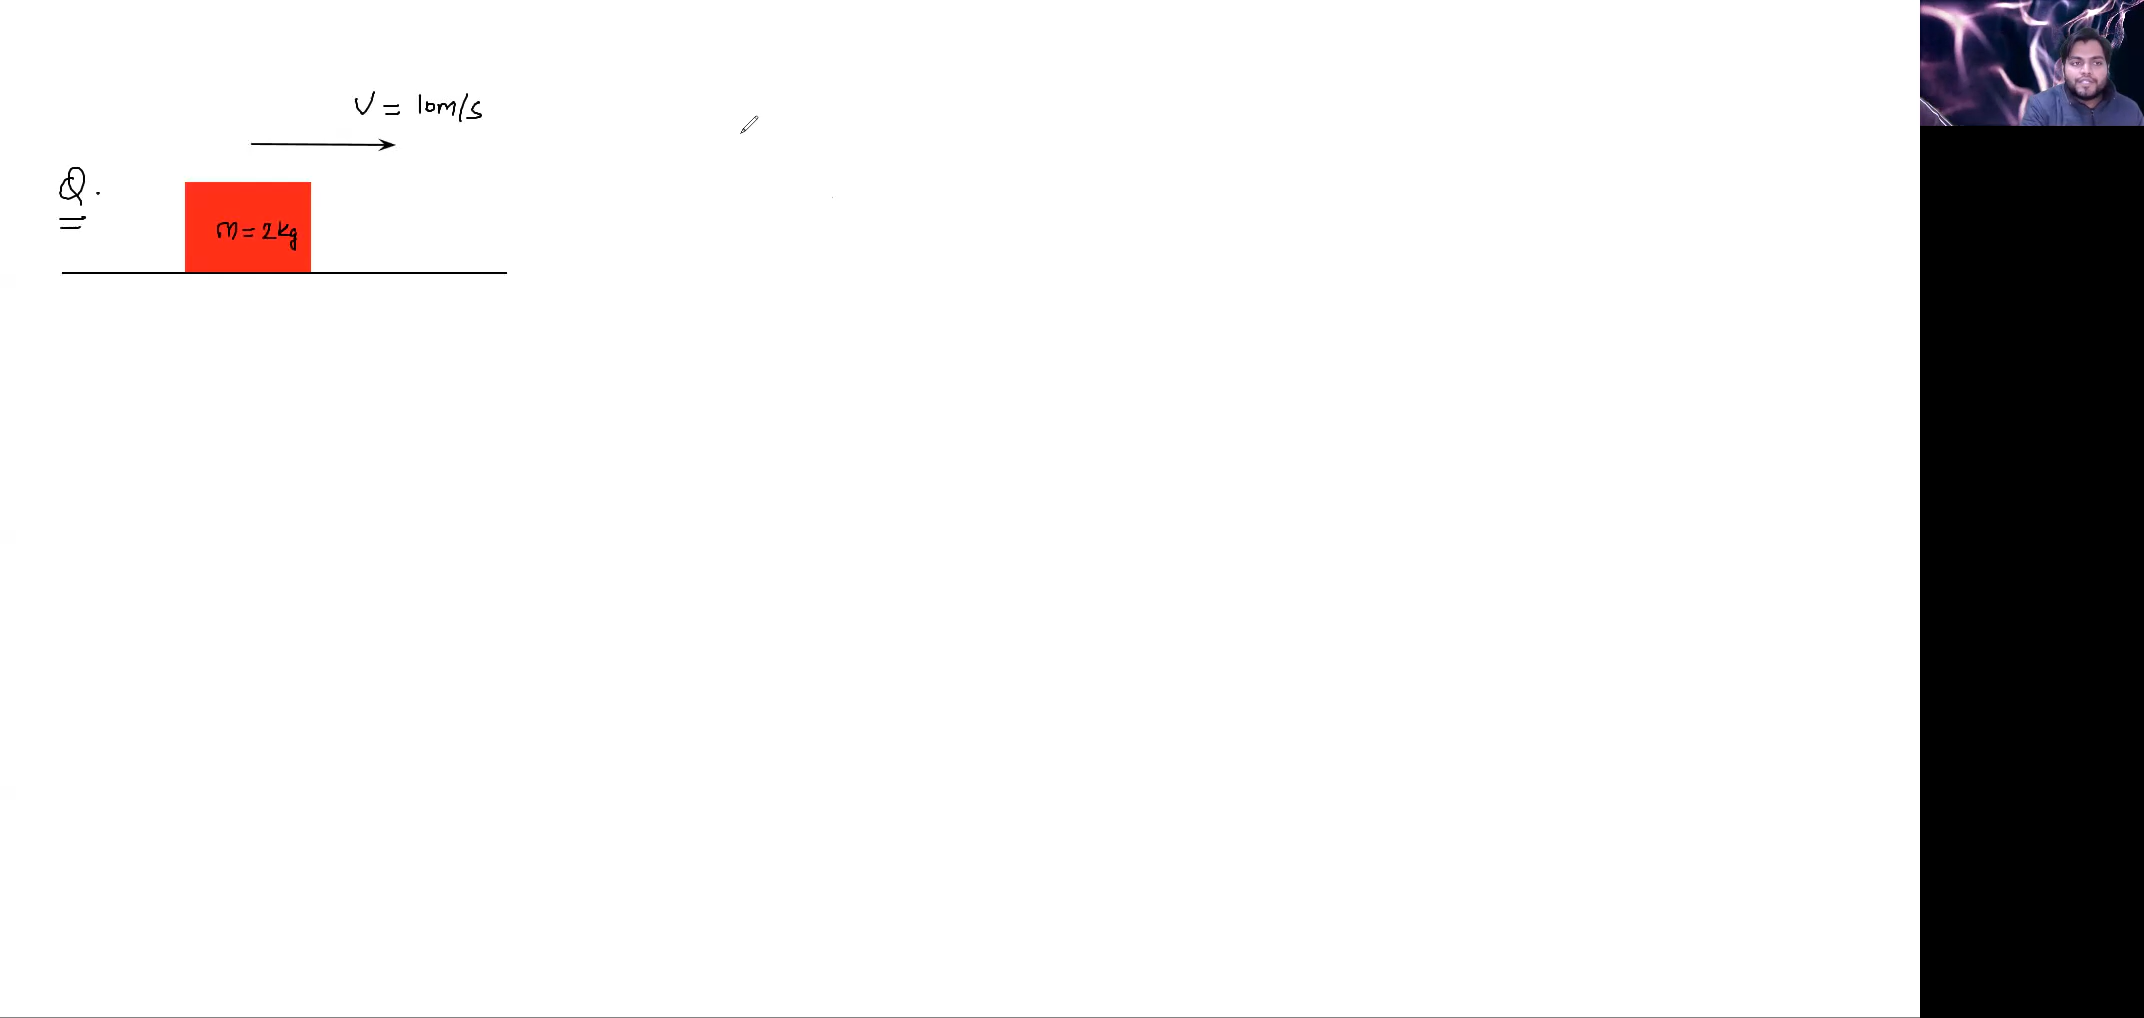 V = 10m/s
Q.
m = 2kg